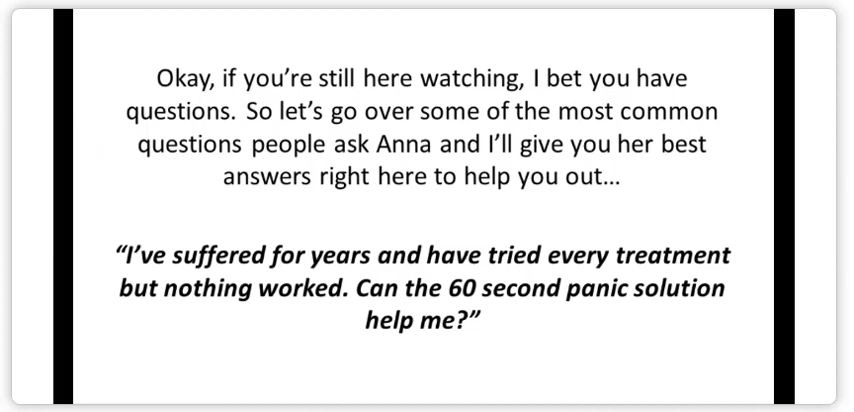 Okay, if you’re still here watching, I bet you have
questions. So let’s go over some of the most common
questions people ask Anna and I’ll give you her best
answers right here to help you out…
“I’ve suffered for years and have tried every treatment
but nothing worked. Can the 60 second panic solution
help me?”